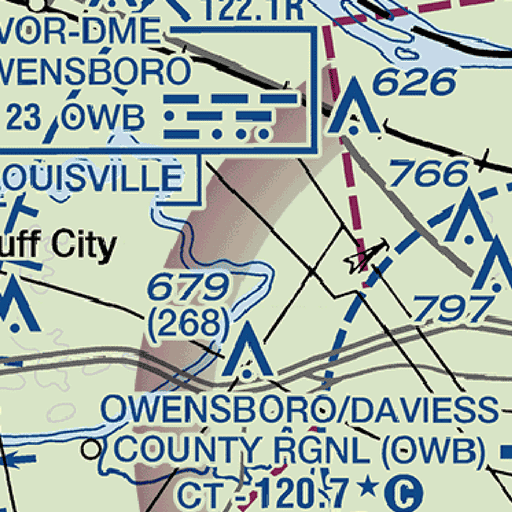 122.1R
VOR-DME
WENSBORO
23 OWB
626
LOUISVILLE
766
uff City
679
(268)
797
OWENSBORO/DAVIESS
COUNTY RGNL (OWB)
CT - 120.7 ★ C